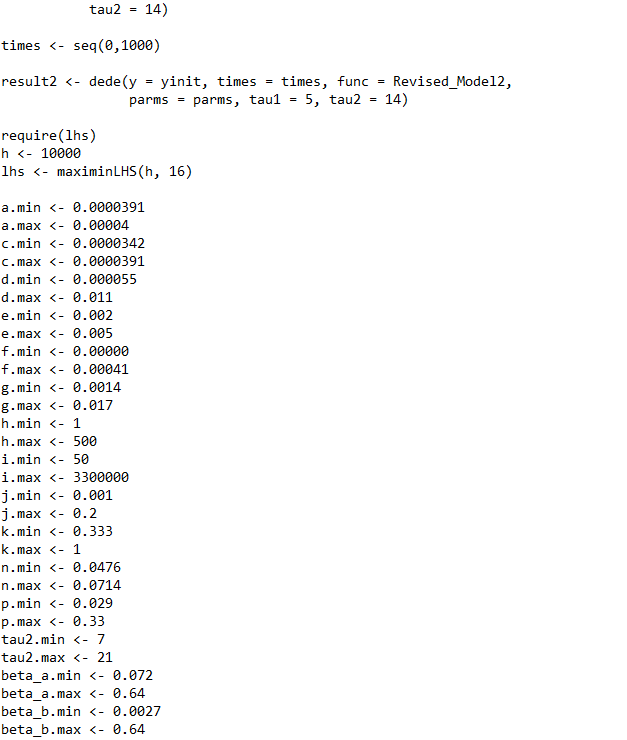 tau2 = 14)
times <- seq(0,1000)
result2 <- dede(y = yinit, times = times, func = Revised_Model2,
parms = parms, tau1 = 5, tau2 = 14)
require(lhs)
h <- 10000
lhs <- maximinLHS(h, 16)
a.min <- 0.0000391
a.max <- 0.00004
c.min <- 0.0000342
c.max <- 0.0000391
d.min <- 0.000055
d.max <- 0.011
e.min <- 0.002
e.max <- 0.005
f.min <- 0.00000
f.max <- 0.00041
g.min <- 0.0014
g.max <- 0.017
h.min <- 1
h.max <- 500
i.min <- 50
i.max <- 3300000
j.min <- 0.001
j.max <- 0.2
k.min <- 0.333
k.max <- 1
n.min <- 0.0476
n.max <- 0.0714
p.min <- 0.029
p.max <- 0.33
tau2.min <- 7
tau2.max <- 21
beta_a.min <- 0.072
beta_a.max <- 0.64
beta_b.min <- 0.0027
beta_b.max <- 0.64